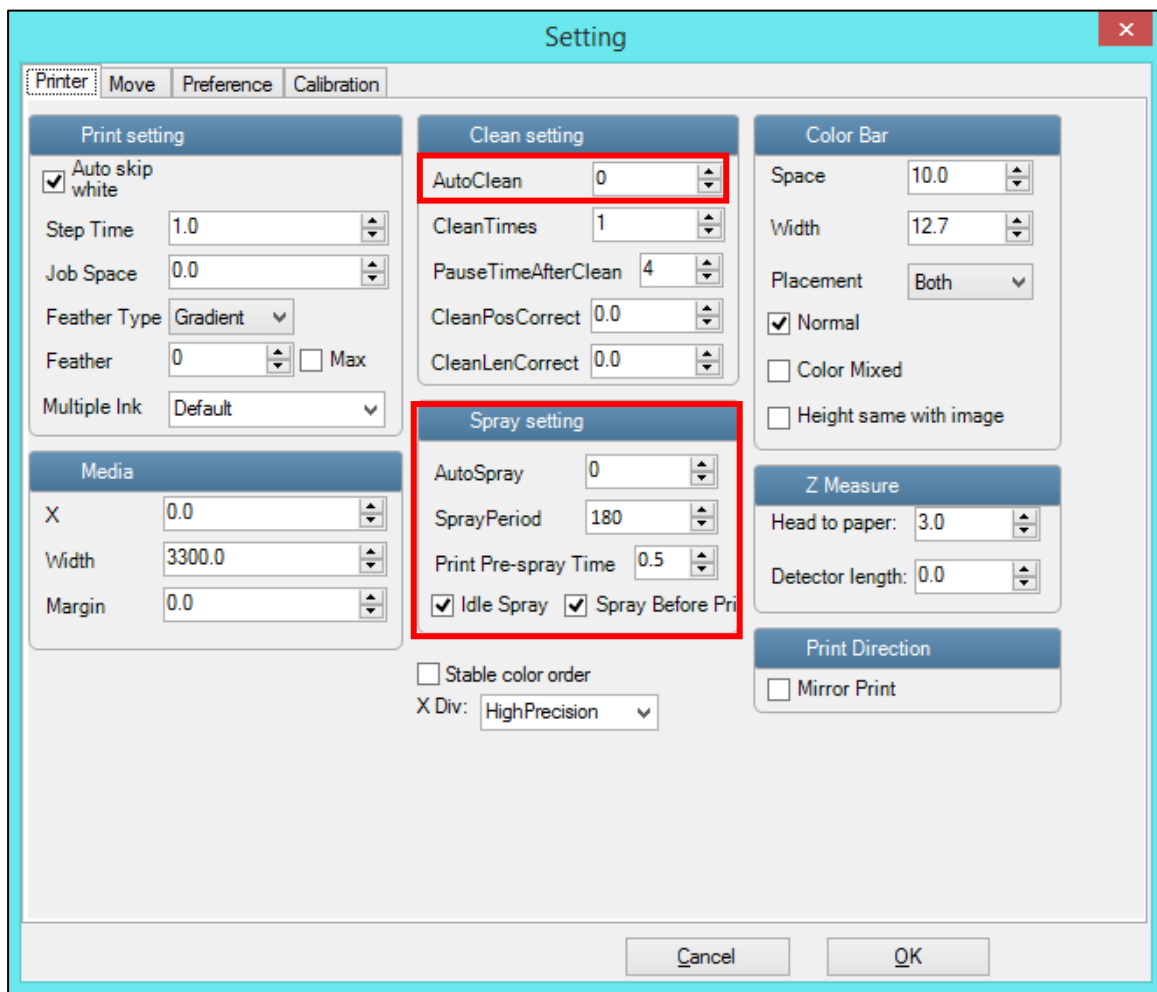 Setting
Printer Move Preference Calibration
Print setting
Auto skip
white
Step Time 1.0
Job Space 0.0
Feather Type Gradient
Feather 0 Max
Multiple Ink Default
Media
X 0.0
Width 3300.0
Margin 0.0
Clean setting
AutoClean 0
CleanTimes 1
PauseTimeAfterClean 4
CleanPosCorrect 0.0
CleanLenCorrect 0.0
Spray setting
AutoSpray 0
SprayPeriod 180
Print Pre-spray Time 0.5
Idle Spray Spray Before Pri
Stable color order
X Div: HighPrecision
Color Bar
Space 10.0
Width 12.7
Placement Both
Normal
Color Mixed
Height same with image
Z Measure
Head to paper: 3.0
Detector length: 0.0
Print Direction
Mirror Print
Cancel OK